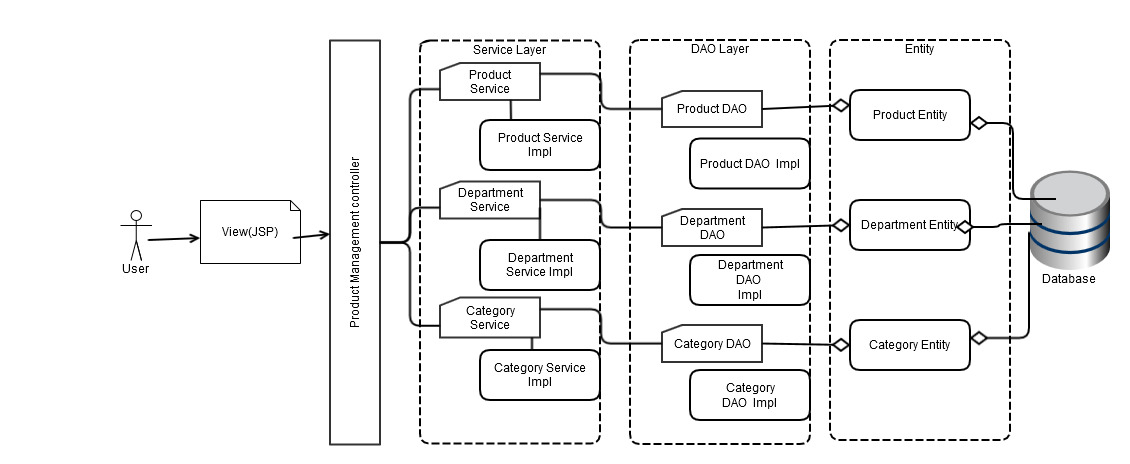 Service Layer
DAO Layer
Entity
Product
Service
Product Service
Impl
Product DAO
Product DAO Impl
Product Entity
Department
Service
Department
Service Impl
Department
DAO
Department
DAO
Impl
Department Entity
Category
Service
Category Service
Impl
Category DAO
Category
DAO Impl
Category Entity
User
View(JSP)
Product Management controller
Database